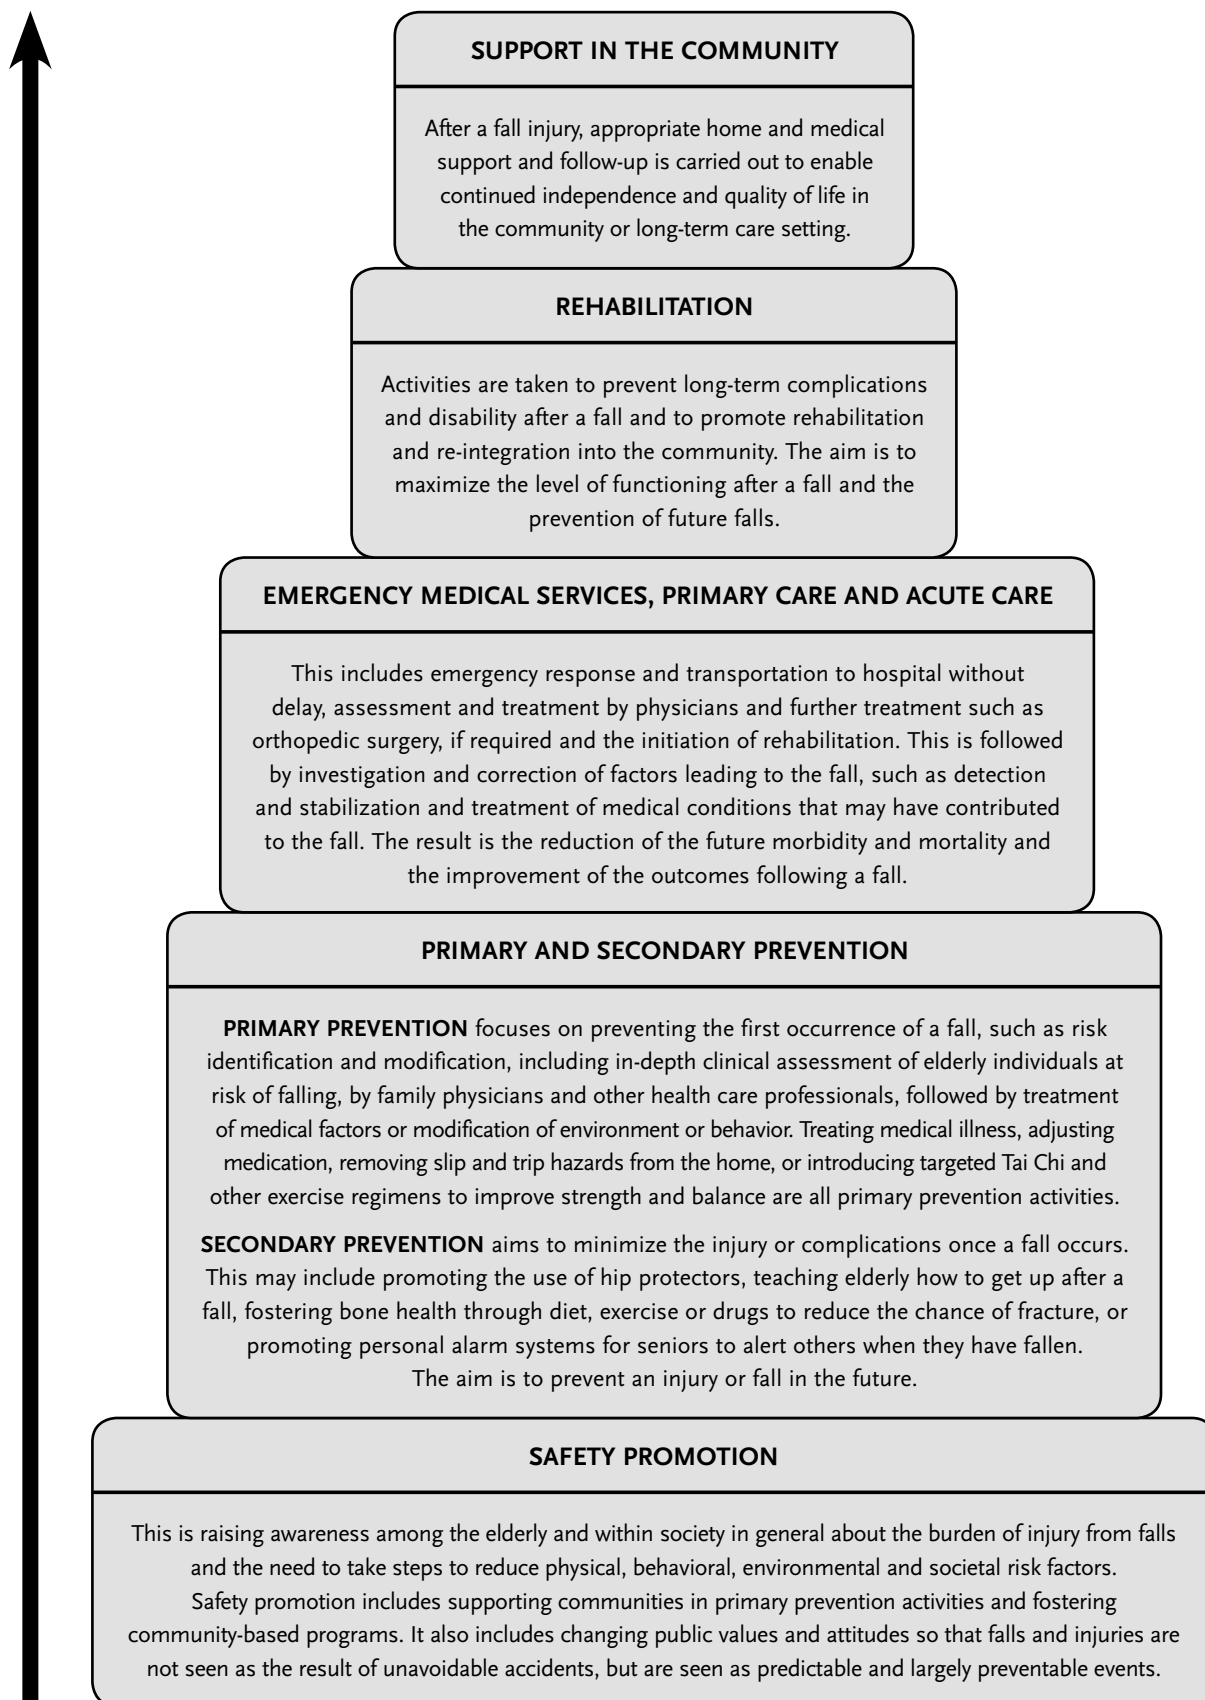 SUPPORT IN THE COMMUNITY
After a fall injury, appropriate home and medical
support and follow-up is carried out to enable
continued independence and quality of life in
the community or long-term care setting.
REHABILITATION
Activities are taken to prevent long-term complications
and disability after a fall and to promote rehabilitation
and re-integration into the community. The aim is to
maximize the level of functioning after a fall and the
prevention of future falls.
EMERGENCY MEDICAL SERVICES, PRIMARY CARE AND ACUTE CARE
This includes emergency response and transportation to hospital without
delay, assessment and treatment by physicians and further treatment such as
orthopedic surgery, if required and the initiation of rehabilitation. This is followed
by investigation and correction of factors leading to the fall, such as detection
and stabilization and treatment of medical conditions that may have contributed
to the fall. The result is the reduction of the future morbidity and mortality and
the improvement of the outcomes following a fall.
PRIMARY AND SECONDARY PREVENTION
PRIMARY PREVENTION focuses on preventing the first occurrence of a fall, such as risk
identification and modification, including in-depth clinical assessment of elderly individuals at
risk of falling, by family physicians and other health care professionals, followed by treatment
of medical factors or modification of environment or behavior. Treating medical illness, adjusting
medication, removing slip and trip hazards from the home, or introducing targeted Tai Chi and
other exercise regimens to improve strength and balance are all primary prevention activities.
SECONDARY PREVENTION aims to minimize the injury or complications once a fall occurs.
This may include promoting the use of hip protectors, teaching elderly how to get up after a
fall, fostering bone health through diet, exercise or drugs to reduce the chance of fracture, or
promoting personal alarm systems for seniors to alert others when they have fallen.
The aim is to prevent an injury or fall in the future.
SAFETY PROMOTION
This is raising awareness among the elderly and within society in general about the burden of injury from falls
and the need to take steps to reduce physical, behavioral, environmental and societal risk factors.
Safety promotion includes supporting communities in primary prevention activities and fostering
community-based programs. It also includes changing public values and attitudes so that falls and injuries are
not seen as the result of unavoidable accidents, but are seen as predictable and largely preventable events.